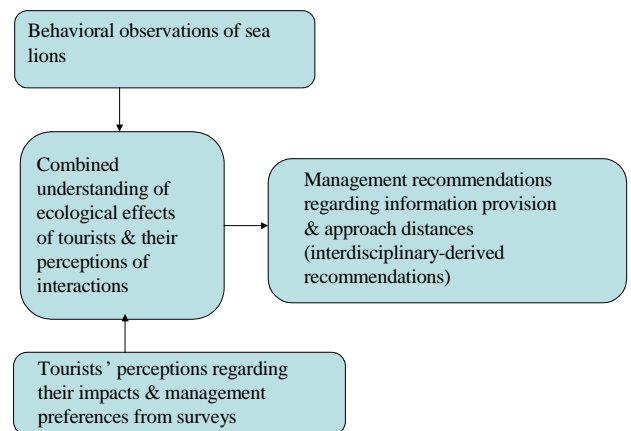 Behavioral observations of sea
lions
Combined
understanding of
ecological effects
of tourists & their
perceptions of
interactions
Management recommendations
regarding information provision
& approach distances
(interdisciplinary-derived
recommendations)
Tourists’ perceptions regarding
their impacts & management
preferences from surveys